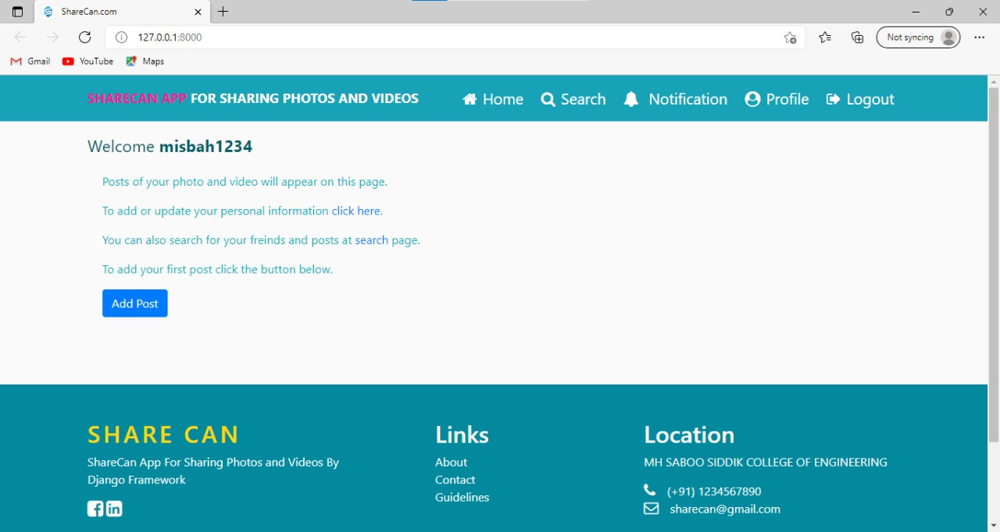 ShareCan.com
127.0.0.1:8000
Not syncing
Gmail YouTube Maps
SHARECAN APP FOR SHARING PHOTOS AND VIDEOS Home Search Notification Profile Logout
Welcome misbah1234
Posts of your photo and video will appear on this page.
To add or update your personal information click here.
You can also search for your freinds and posts at search page.
To add your first post click the button below.
Add Post
SHARE CAN
ShareCan App For Sharing Photos and Videos By
Django Framework
Links
About
Contact
Guidelines
Location
MH SABOO SIDDIK COLLEGE OF ENGINEERING
(+91) 1234567890
sharecan@gmail.com